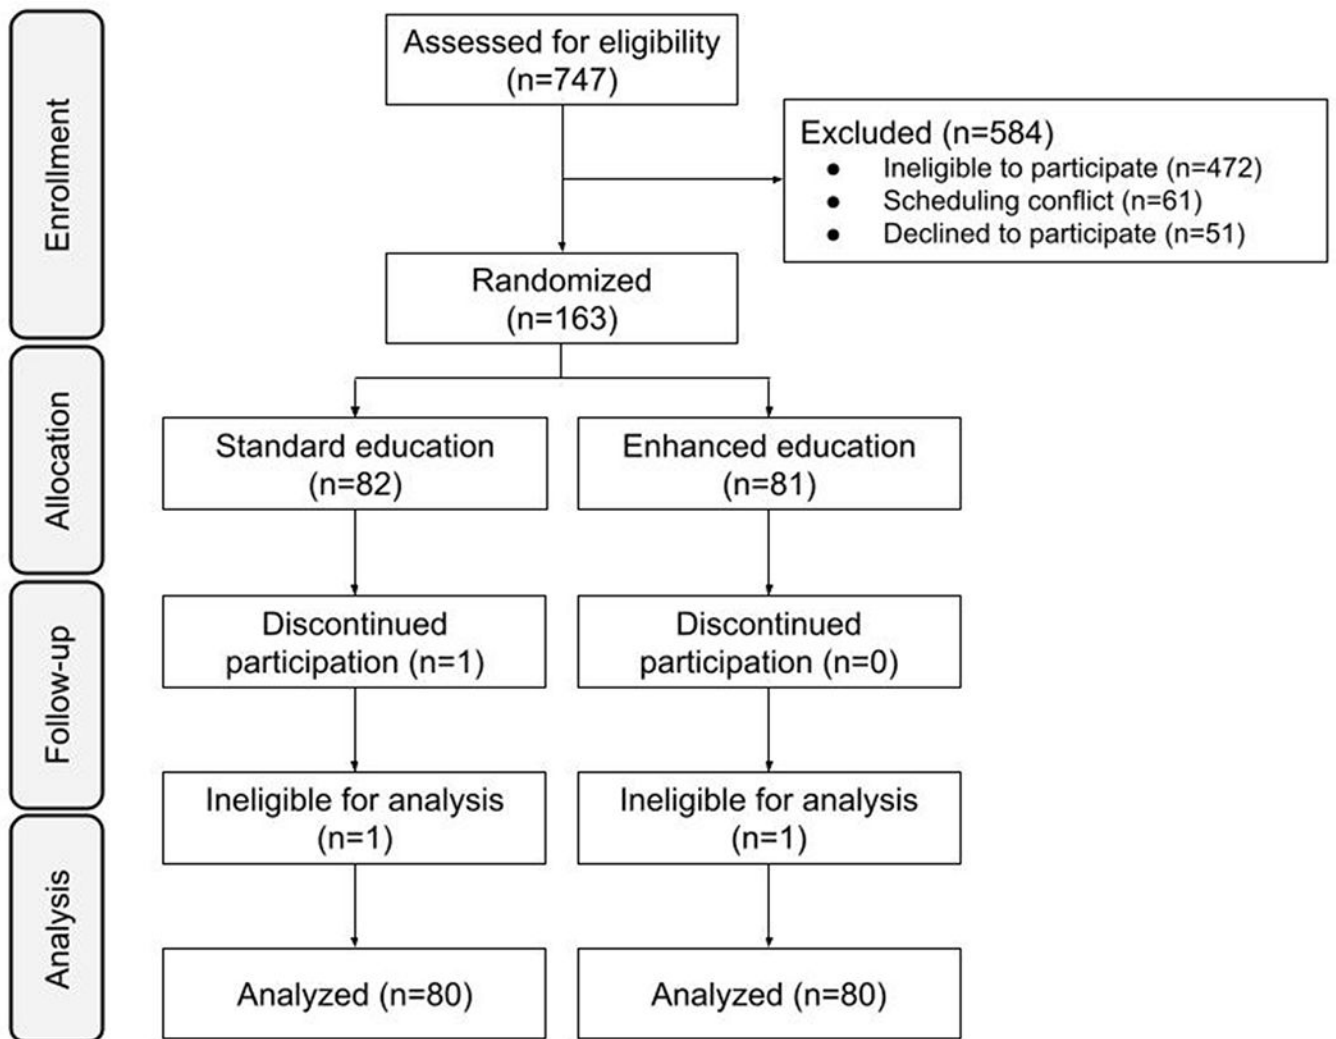 Enrollment
Assessed for eligibility
(n=747)
Excluded (n=584)
● Ineligible to participate (n=472)
● Scheduling conflict (n=61)
● Declined to participate (n=51)
Randomized
(n=163)
Allocation
Standard education
(n=82)
Enhanced education
(n=81)
Follow-up
Discontinued
participation (n=1)
Discontinued
participation (n=0)
Ineligible for analysis
(n=1)
Ineligible for analysis
(n=1)
Analysis
Analyzed (n=80)
Analyzed (n=80)